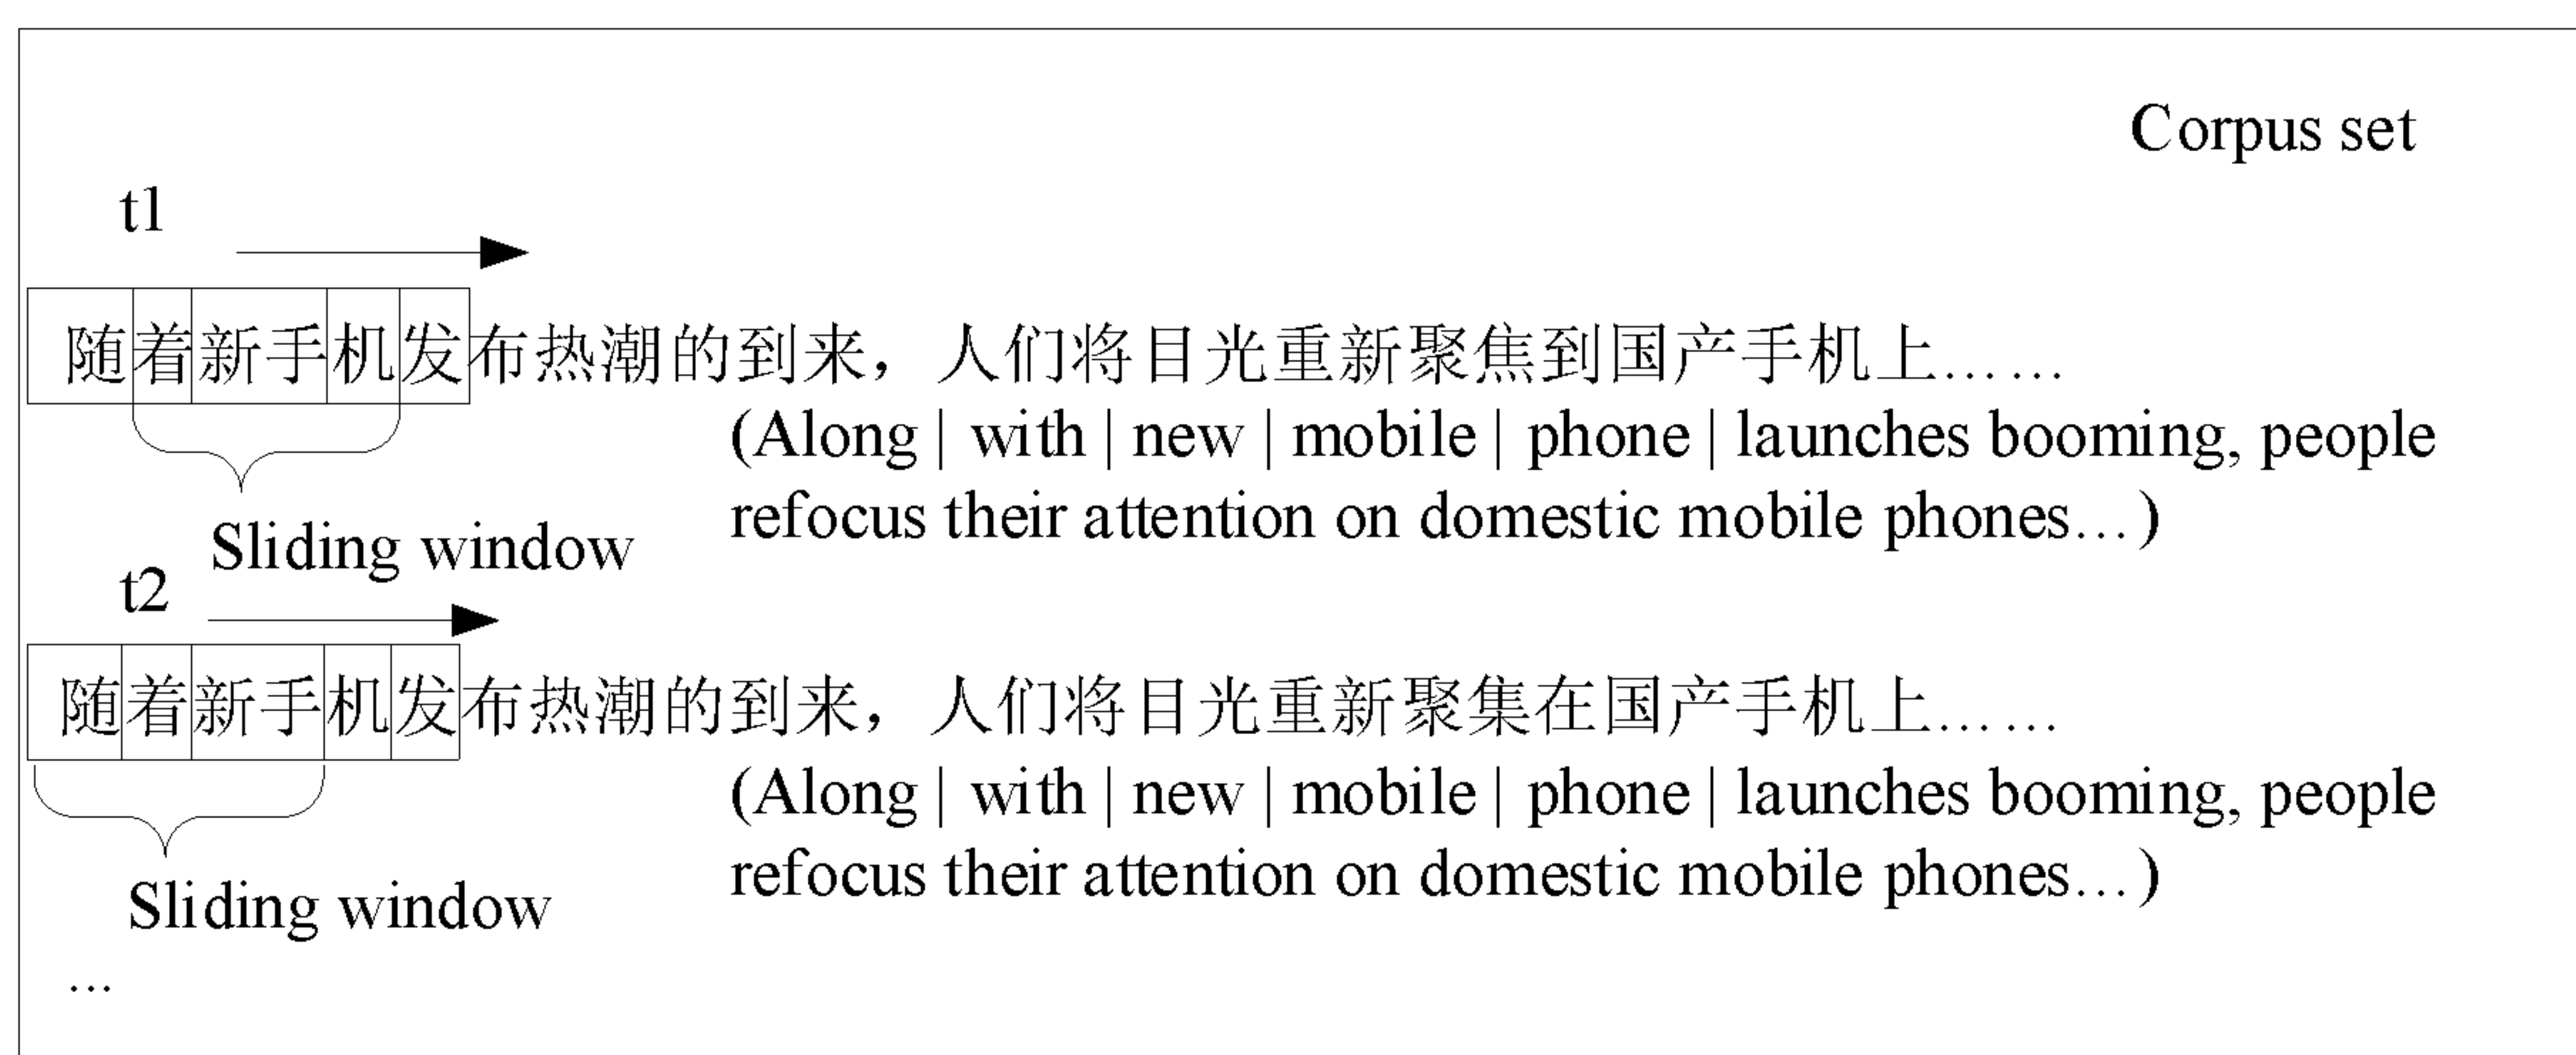 Corpus set
t1
随着新手机发布热潮的到来，人们将目光重新聚焦到国产手机上……
(Along | with | new | mobile | phone | launches booming, people
refocus their attention on domestic mobile phones…)
Sliding window
t2
随着新手机发布热潮的到来，人们将目光重新聚集在国产手机上……
(Along | with | new | mobile | phone | launches booming, people
refocus their attention on domestic mobile phones…)
Sliding window
…